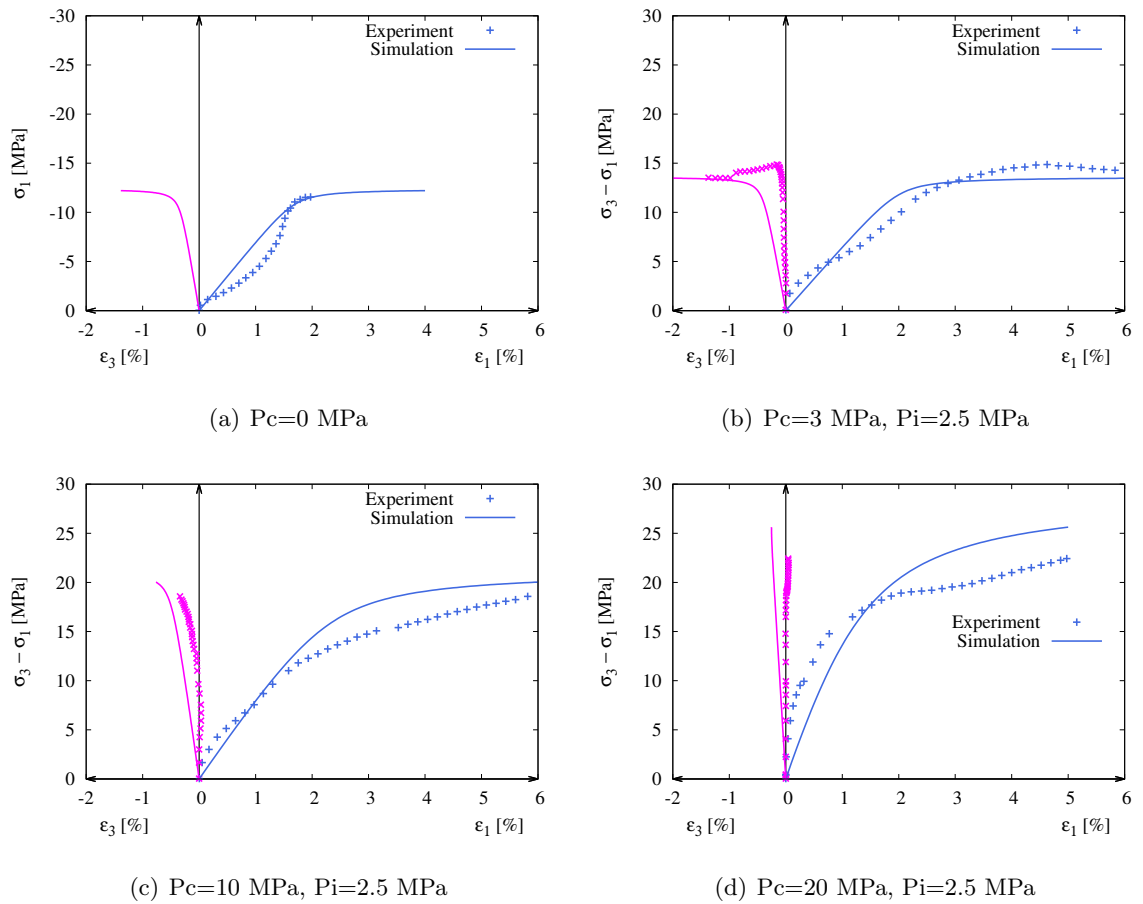 -30
-25
-20
-15
-10
-5
0
-2 -1 0 1 2 3 4 5 6
σ1 [MPa]
ε3 [%] ε1 [%]
Experiment
Simulation
(a) Pc=0 MPa
30
25
20
15
10
5
0
-2 -1 0 1 2 3 4 5 6
σ3 − σ1 [MPa]
ε3 [%] ε1 [%]
Experiment
Simulation
(b) Pc=3 MPa, Pi=2.5 MPa
30
25
20
15
10
5
0
-2 -1 0 1 2 3 4 5 6
σ3 − σ1 [MPa]
ε3 [%] ε1 [%]
Experiment
Simulation
(c) Pc=10 MPa, Pi=2.5 MPa
30
25
20
15
10
5
0
-2 -1 0 1 2 3 4 5 6
σ3 − σ1 [MPa]
ε3 [%] ε1 [%]
Experiment
Simulation
(d) Pc=20 MPa, Pi=2.5 MPa